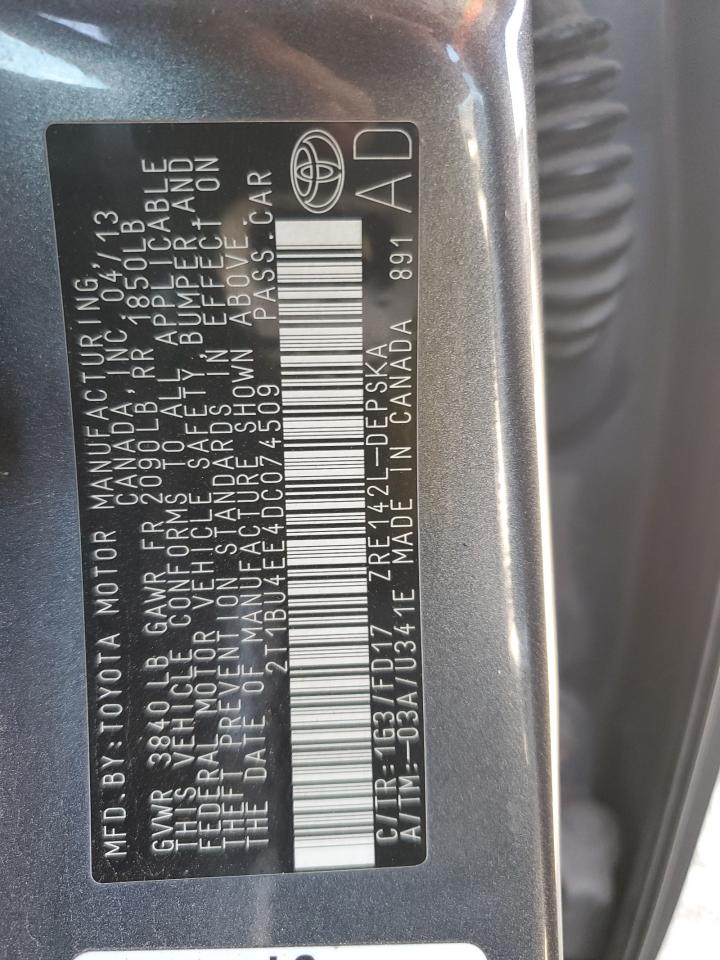 MFD.BY:TOYOTA MOTOR MANUFACTURING,
CANADA, INC. 04/13
GVWR 3840 LB GAWR FR 2090LB, RR 1850LB
THIS VEHICLE CONFORMS TO ALL APPLICABLE
FEDERAL MOTOR VEHICLE SAFETY, BUMPER, AND
THEFT PREVENTION STANDARDS IN EFFECT ON
THE DATE OF MANUFACTURE SHOWN ABOVE.
2T1BU4EE4DC074509 PASS.CAR
C/TR:1G3/FD17 ZRE142L-DEPSKA
A/TM:-03A/U341E MADE IN CANADA 891
AD